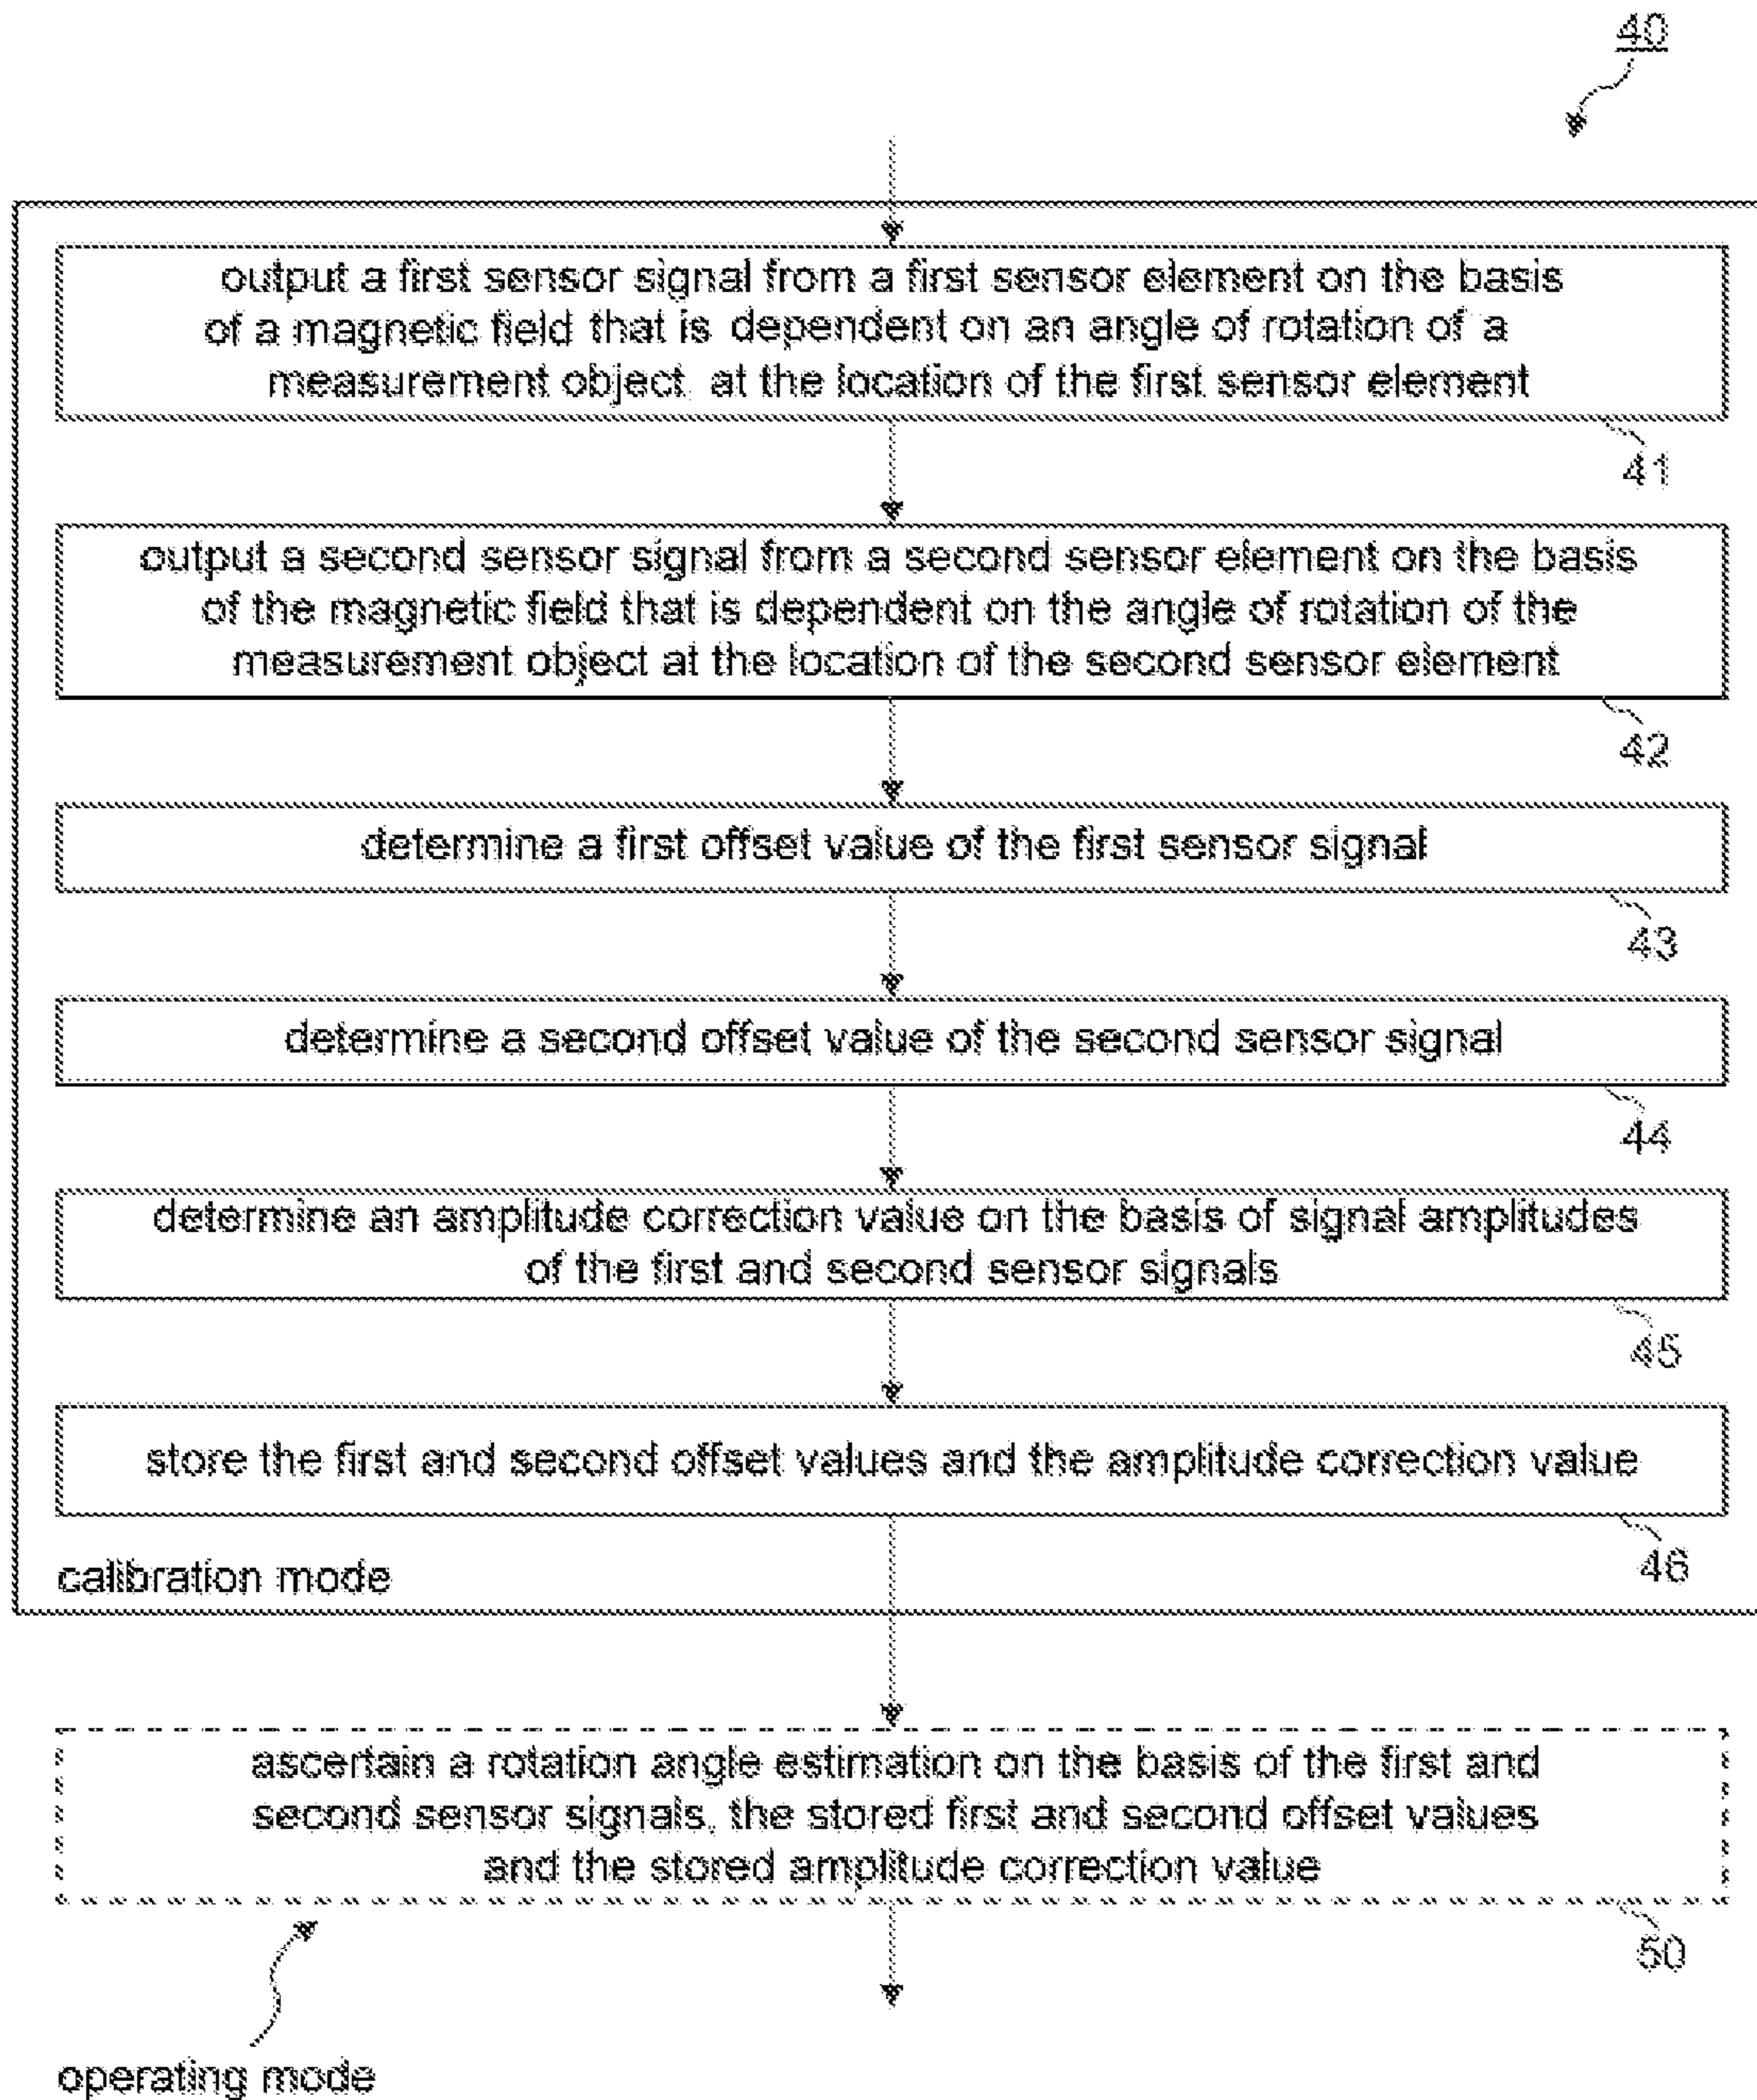 40
output a first sensor signal from a first sensor element on the basis
of a magnetic field that is dependent on an angle of rotation of a
measurement object at the location of the first sensor element
41
output a second sensor signal from a second sensor element on the basis
of the magnetic field that is dependent on the angle of rotation of the
measurement object at the location of the second sensor element
42
determine a first offset value of the first sensor signal
43
determine a second offset value of the second sensor signal
44
determine an amplitude correction value on the basis of signal amplitudes
of the first and second sensor signals
45
store the first and second offset values and the amplitude correction value
46
calibration mode
ascertain a rotation angle estimation on the basis of the first and
second sensor signals, the stored first and second offset values
and the stored amplitude correction value
50
operating mode